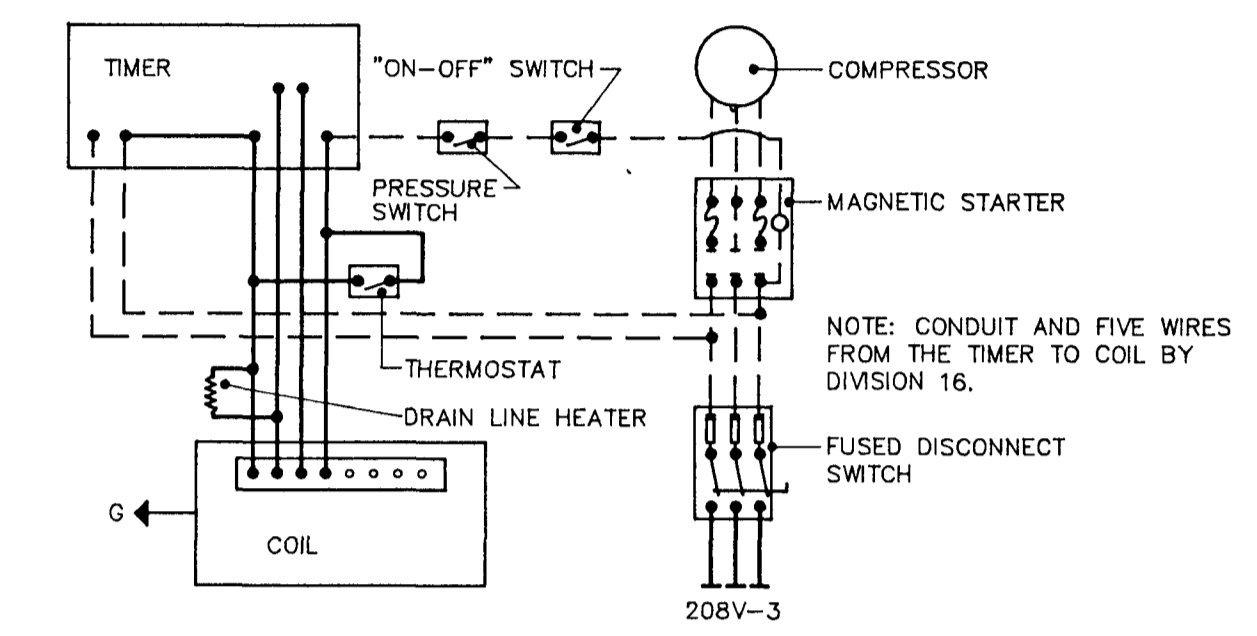 TIMER
"ON-OFF" SWITCH
COMPRESSOR
PRESSURE
SWITCH
MAGNETIC STARTER
NOTE: CONDUIT AND FIVE WIRES
FROM THE TIMER TO COIL BY
DIVISION 16.
THERMOSTAT
DRAIN LINE HEATER
FUSED DISCONNECT
SWITCH
G
COIL
208V-3